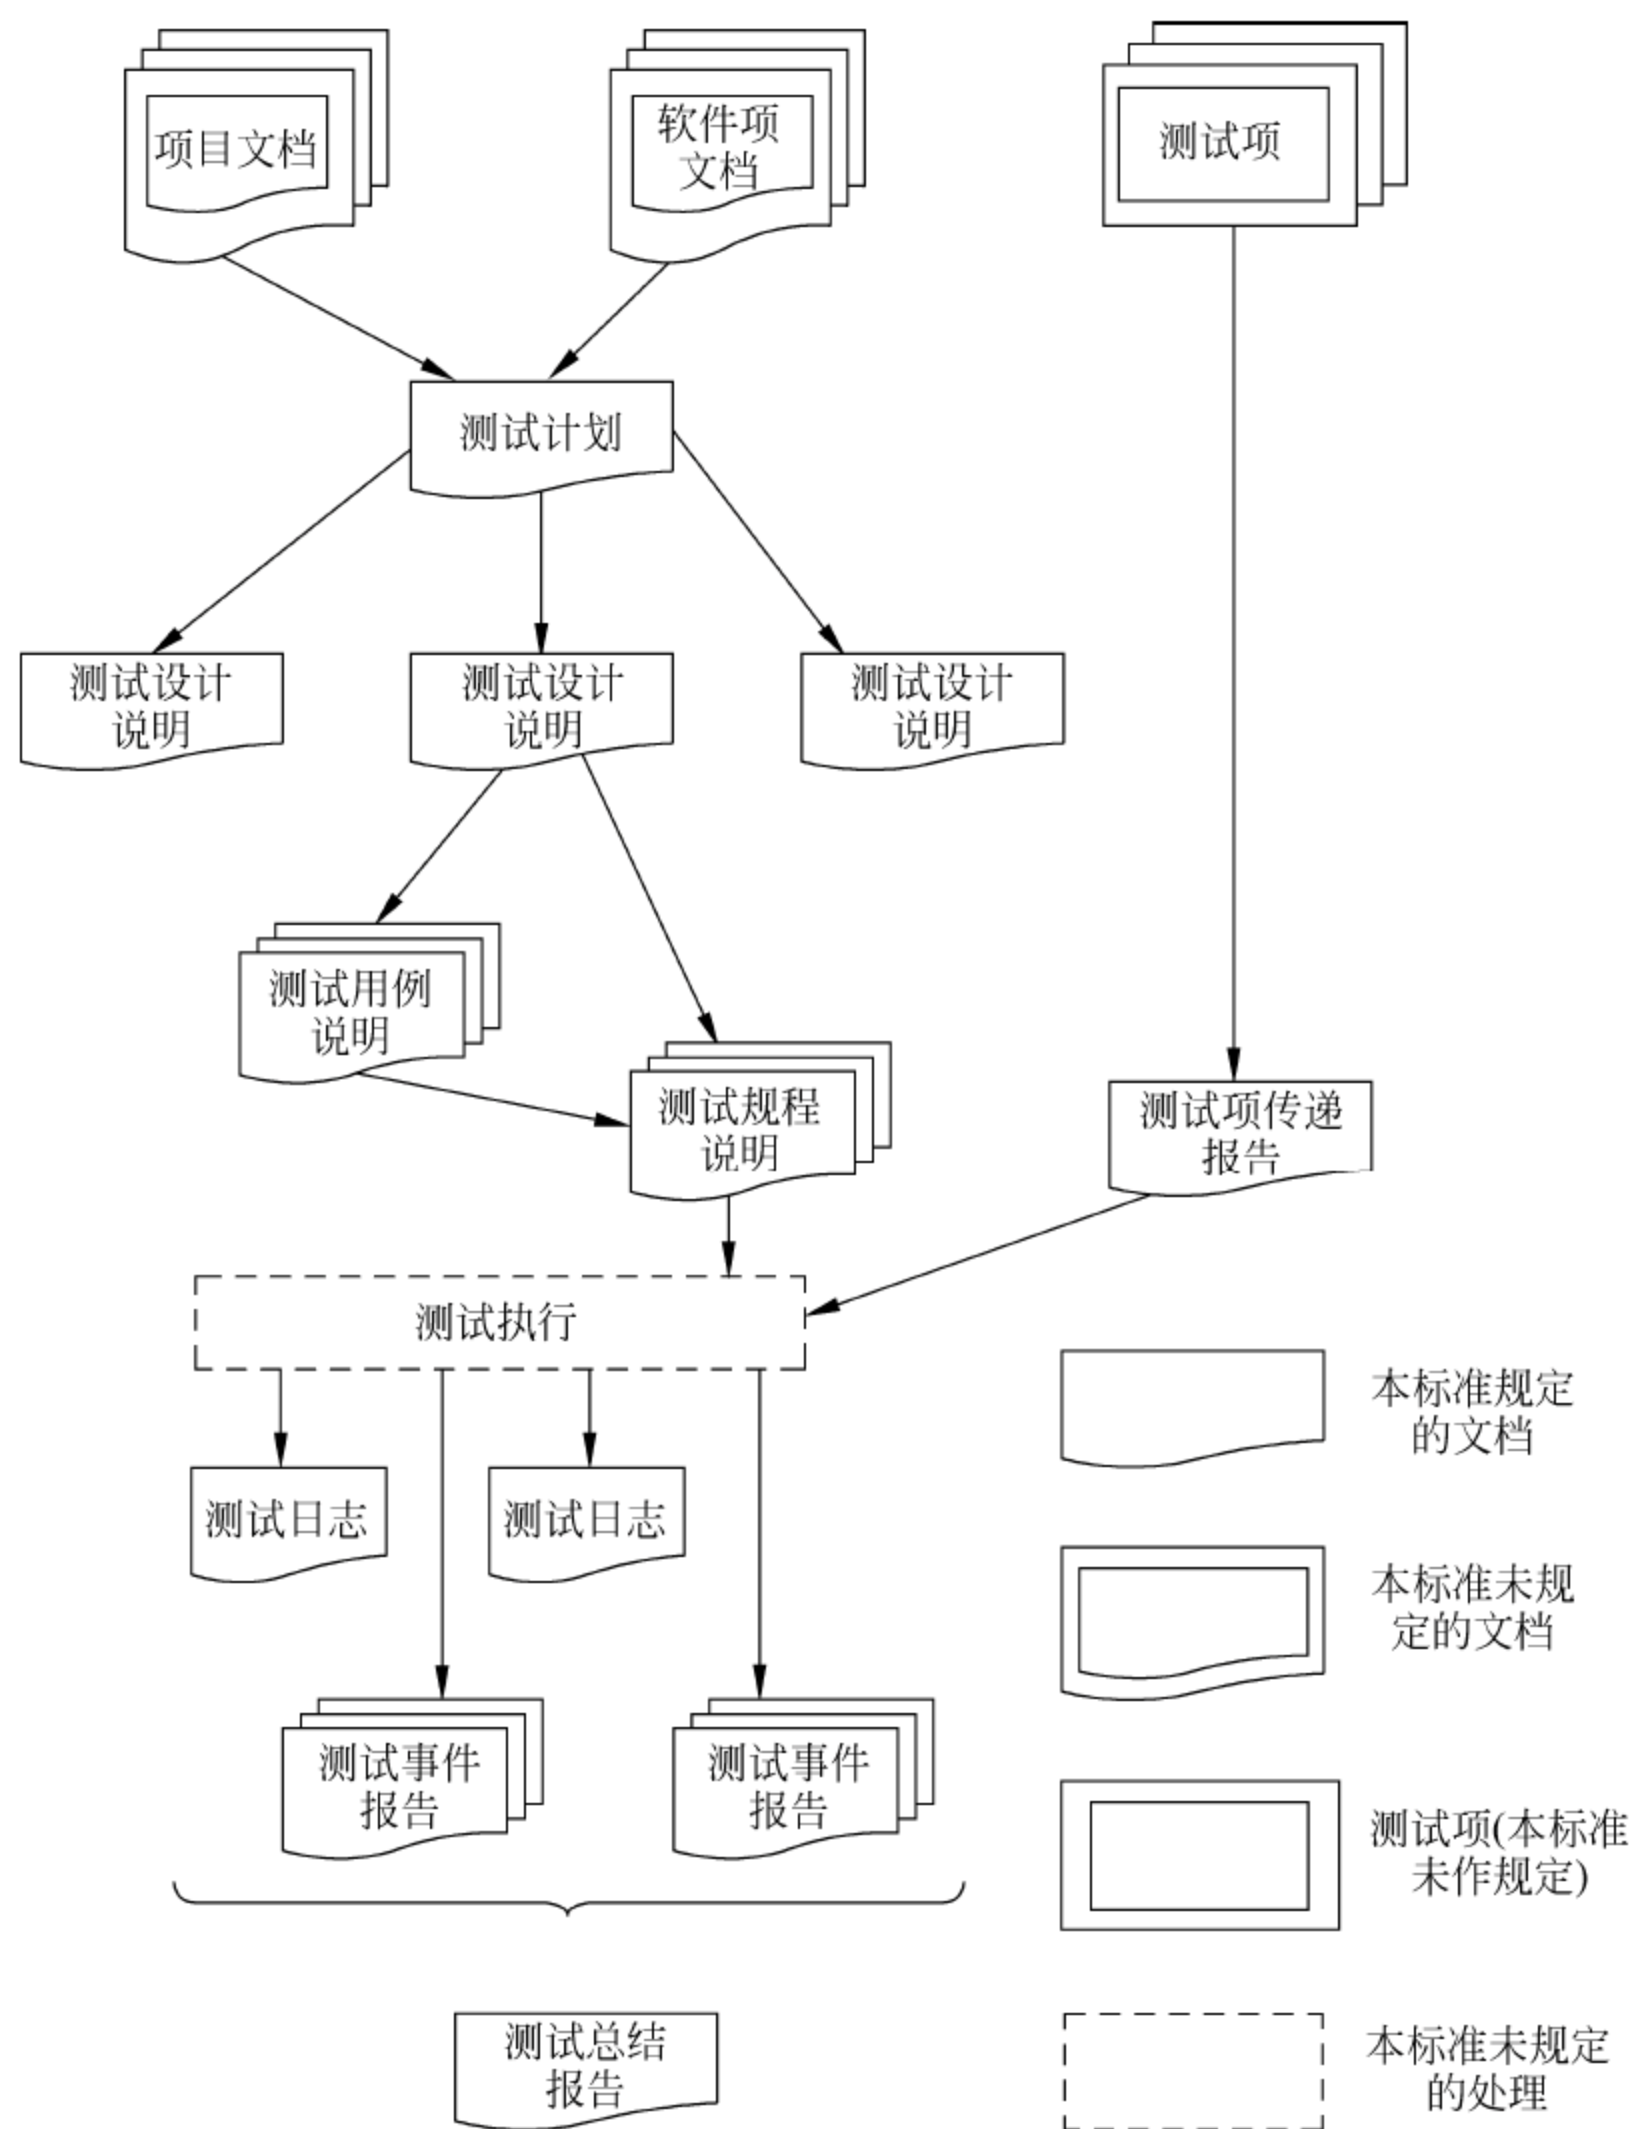 项目文档
软件项
文档
测试项
测试计划
测试设计
说明
测试设计
说明
测试设计
说明
测试用例
说明
测试规程
说明
测试项传递
报告
测试执行
测试日志
测试日志
测试事件
报告
测试事件
报告
测试总结
报告
本标准规定
的文档
本标准未规
定的文档
测试项(本标准
未作规定)
本标准未规定
的处理